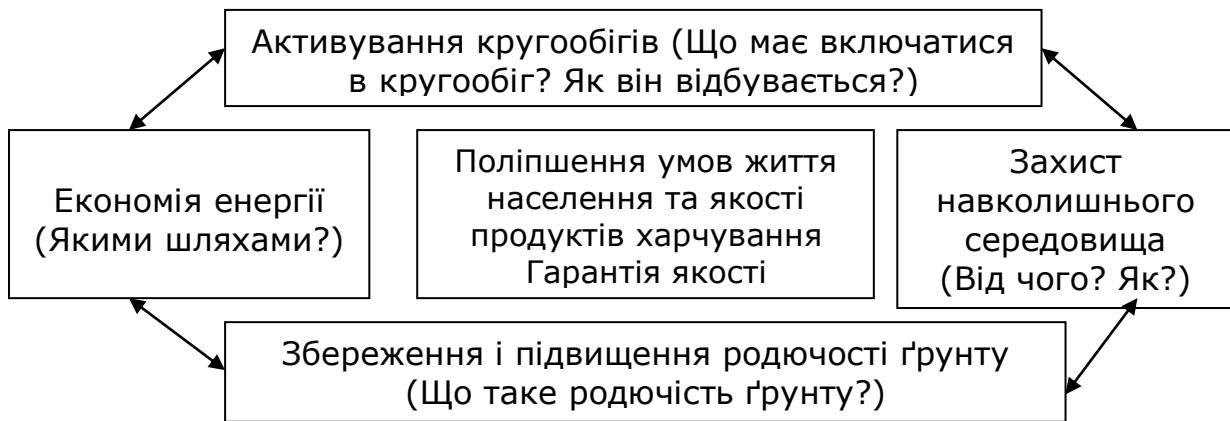 Активування кругообігів (Що має включатися
в кругообіг? Як він відбувається?)
Економія енергії
(Якими шляхами?)
Поліпшення умов життя
населення та якості
продуктів харчування
Гарантія якості
Захист
навколишнього
середовища
(Від чого? Як?)
Збереження і підвищення родючості ґрунту
(Що таке родючість ґрунту?)